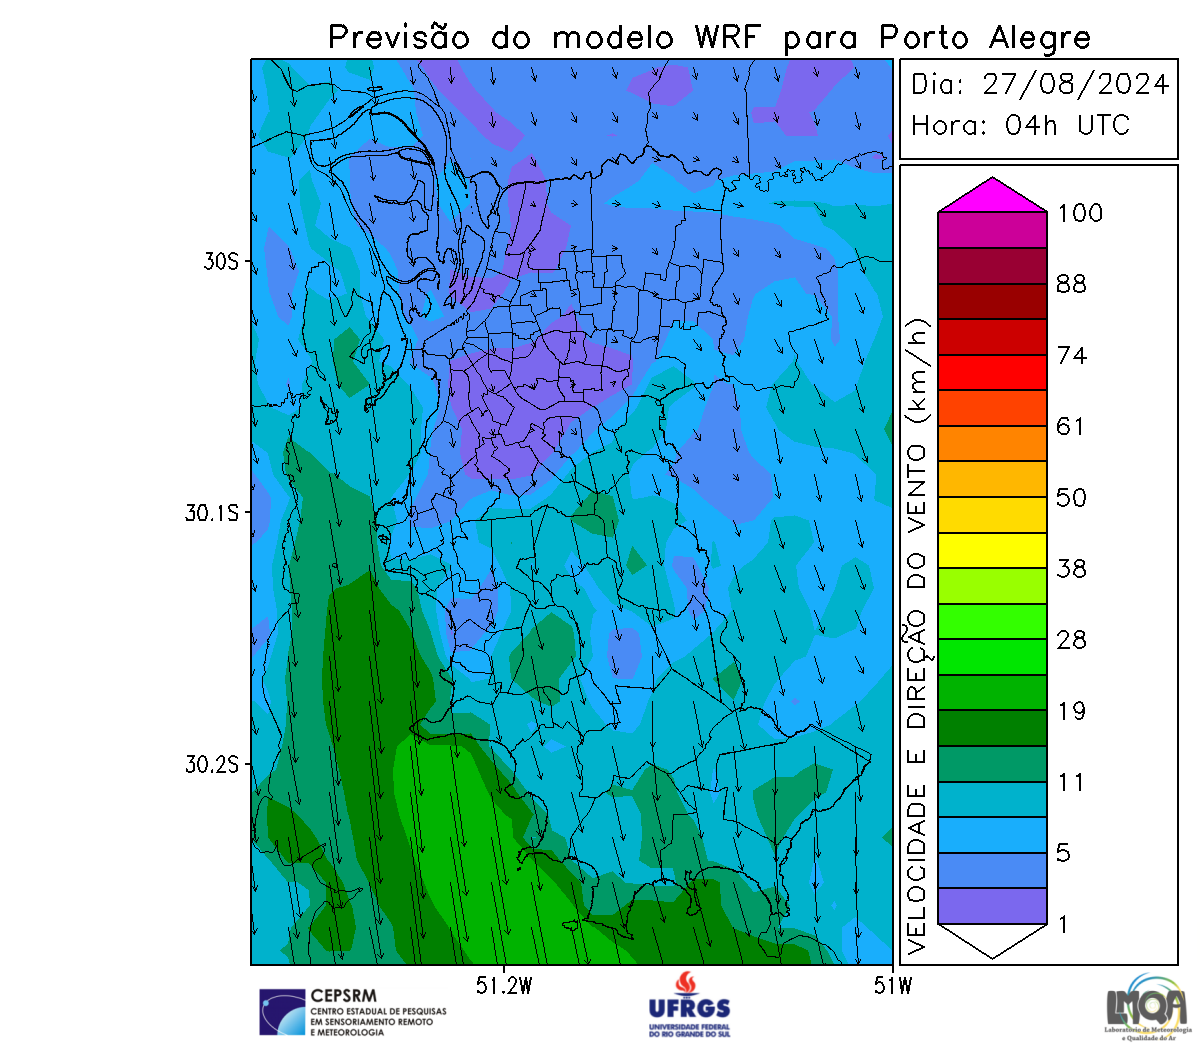 Previsão do modelo WRF para Porto Alegre
Dia: 27/08/2024
Hora: 04h UTC
100
88
74
61
50
38
28
19
11
5
1
VELOCIDADE E DIREÇÃO DO VENTO (km/h)
30S
30.1S
30.2S
51.2W
51W
CEPSRM
CENTRO ESTADUAL DE PESQUISAS
EM SENSORIAMENTO REMOTO
E METEOROLOGIA
UFRGS
UNIVERSIDADE FEDERAL
DO RIO GRANDE DO SUL
LMQA
Laboratório de Meteorologia
e Qualidade do Ar